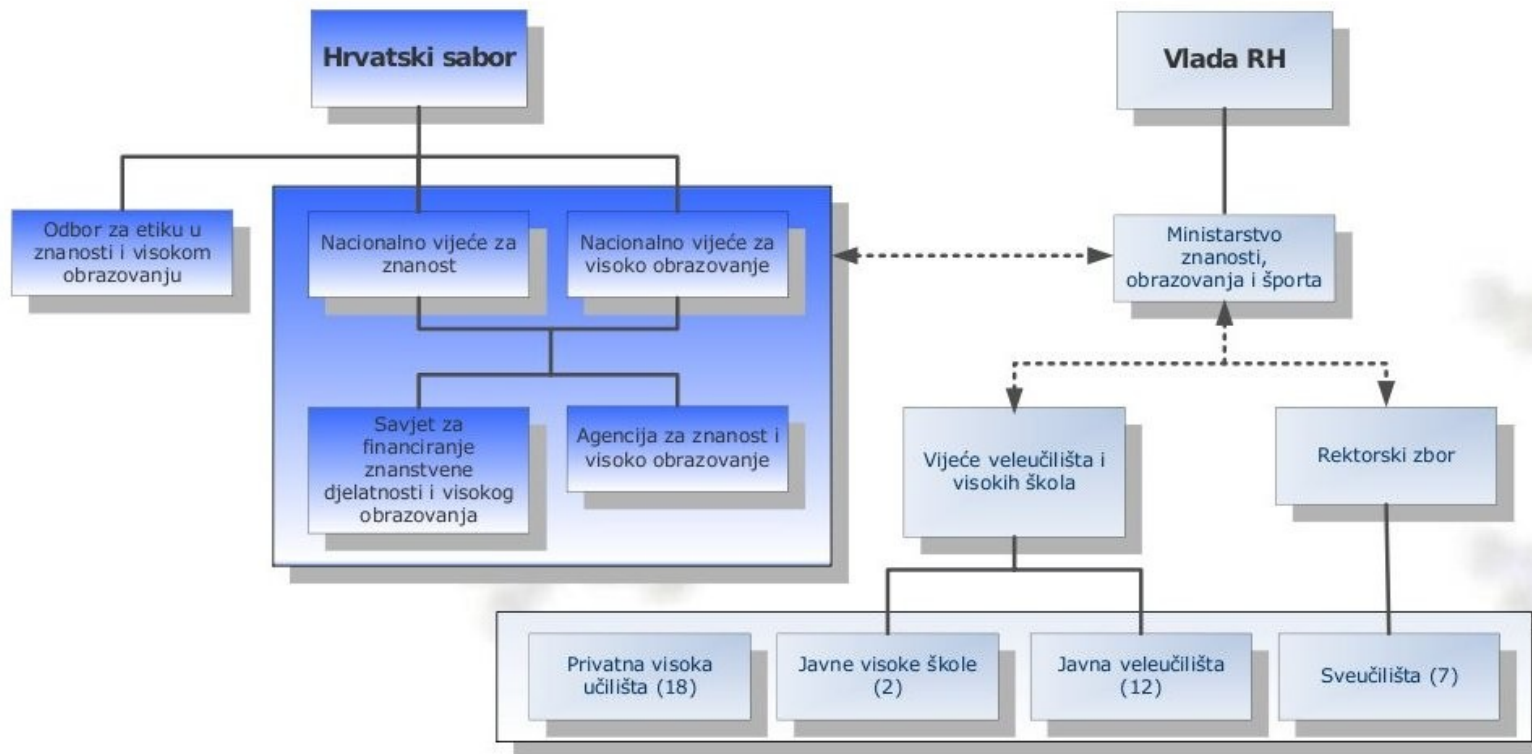 Hrvatski sabor
Vlada RH
Odbor za etiku u
znanosti i visokom
obrazovanju
Nacionalno vijeće za
znanost
Nacionalno vijeće za
visoko obrazovanje
Ministarstvo
znanosti,
obrazovanja i športa
Savjet za
financiranje
znanstvene
djelatnosti i visokog
obrazovanja
Agencija za znanost i
visoko obrazovanje
Vijeće veleučilišta i
visokih škola
Rektorski zbor
Privatna visoka
učilišta (18)
Javne visoke škole
(2)
Javna veleučilišta
(12)
Sveučilišta (7)